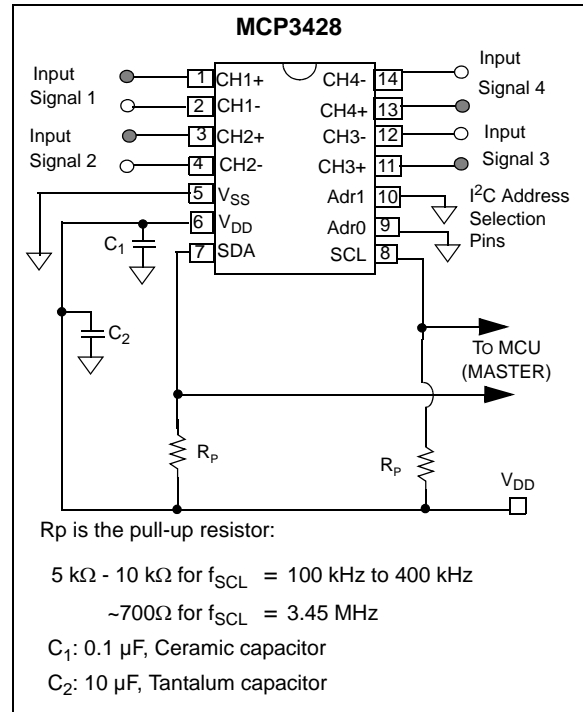 MCP3428
Input
Signal 1
Input
Signal 2
1 CH1+
2 CH1-
3 CH2+
4 CH2-
5 VSS
6 VDD
7 SDA
CH4- 14
CH4+ 13
CH3- 12
CH3+ 11
Adr1 10
Adr0 9
SCL 8
Input
Signal 4
Input
Signal 3
I²C Address
Selection
Pins
C1
C2
TO MCU
(MASTER)
RP
RP
VDD
Rp is the pull-up resistor:
5 kΩ - 10 kΩ for fSCL = 100 kHz to 400 kHz
~700Ω for fSCL = 3.45 MHz
C1: 0.1 µF, Ceramic capacitor
C2: 10 µF, Tantalum capacitor